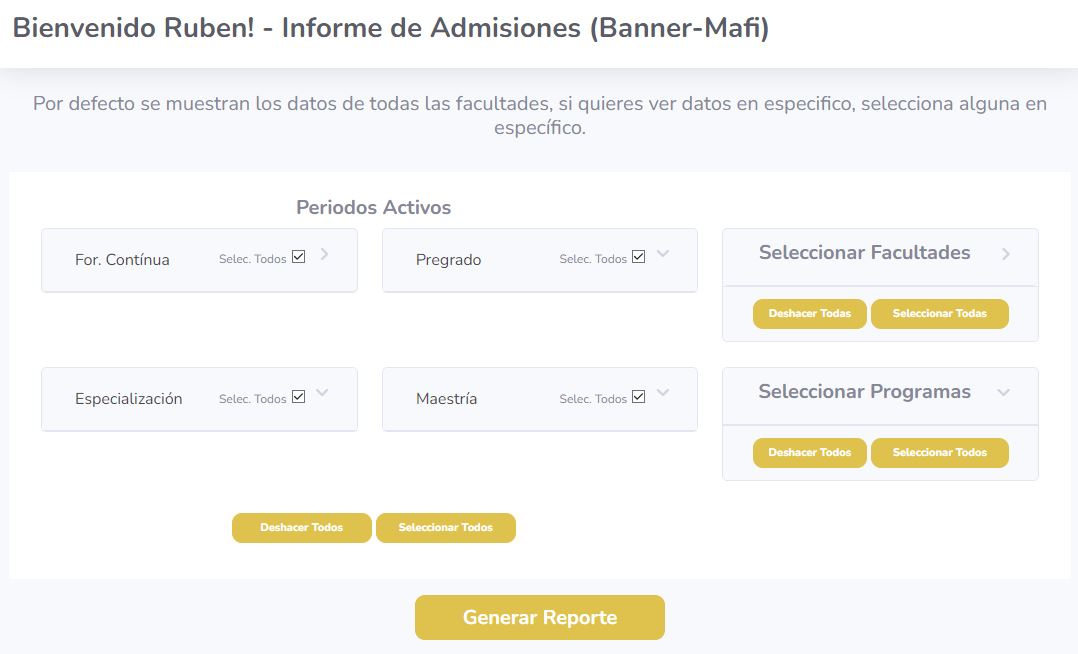 Bienvenido Ruben! - Informe de Admisiones (Banner-Mafi)
Por defecto se muestran los datos de todas las facultades, si quieres ver datos en especifico, selecciona alguna en
específico.
Periodos Activos
For. Contínua Selec. Todos
Pregrado Selec. Todos
Seleccionar Facultades
Deshacer Todas Seleccionar Todas
Especialización Selec. Todos
Maestría Selec. Todos
Seleccionar Programas
Deshacer Todos Seleccionar Todos
Deshacer Todos Seleccionar Todos
Generar Reporte